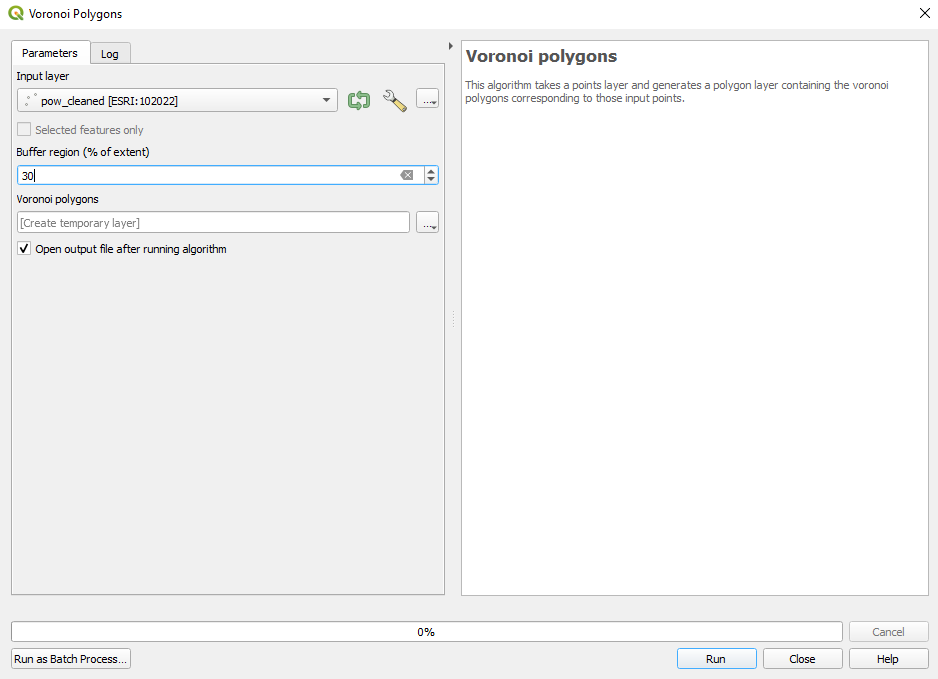 Voronoi Polygons
Parameters
Log
Input layer
pow_cleaned [ESRI:102022]
...
Selected features only
Buffer region (% of extent)
30
Voronoi polygons
[Create temporary layer]
...
Open output file after running algorithm
Voronoi polygons
This algorithm takes a points layer and generates a polygon layer containing the voronoi
polygons corresponding to those input points.
0%
Cancel
Run as Batch Process...
Run
Close
Help